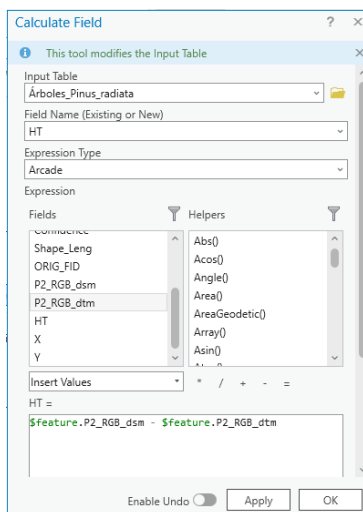 Calculate Field ? ×
This tool modifies the Input Table ×
Input Table
Árboles_Pinus_radiata
Field Name (Existing or New)
HT
Expression Type
Arcade
Expression
Fields
Confidence
Shape_Leng
ORIG_FID
P2_RGB_dsm
P2_RGB_dtm
HT
X
Y
Helpers
Abs()
Acos()
Angle()
Area()
AreaGeodetic()
Array()
Asin()
Insert Values * / + - =
HT =
$feature.P2_RGB_dsm - $feature.P2_RGB_dtm
Enable Undo Apply OK